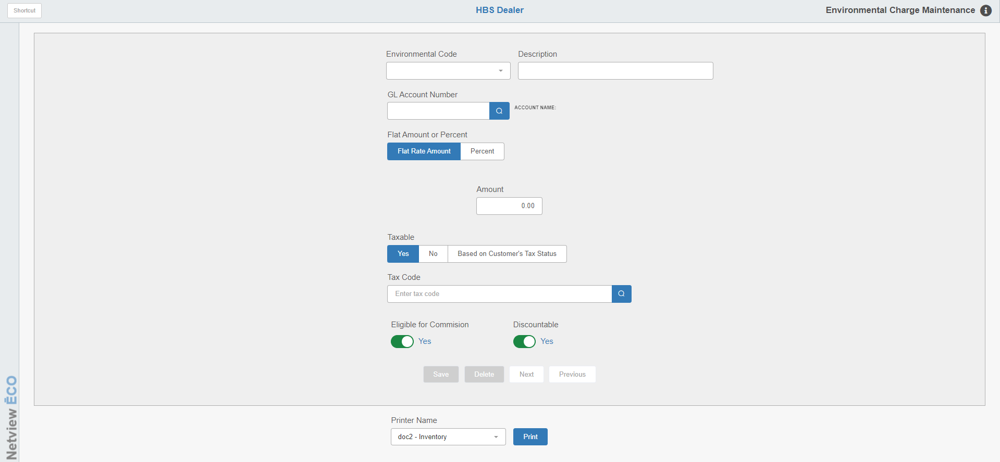 Shortcut
HBS Dealer
Environmental Charge Maintenance
Environmental Code
Description
GL Account Number
ACCOUNT NAME:
Flat Amount or Percent
Flat Rate Amount
Percent
Amount
0.00
Taxable
Yes
No
Based on Customer's Tax Status
Tax Code
Enter tax code
Eligible for Commision
Discountable
Yes
Yes
Save
Delete
Next
Previous
Printer Name
doc2 - Inventory
Print
Netview ĒCO